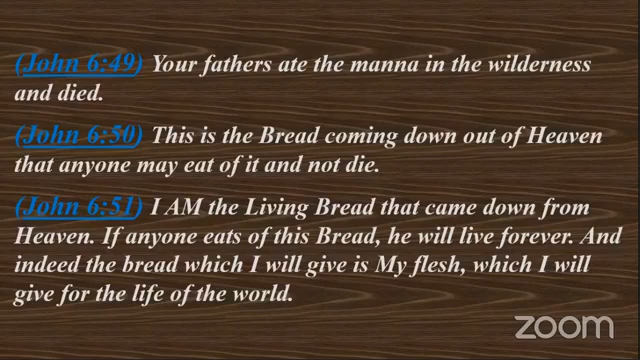 (John 6:49) Your fathers ate the manna in the wilderness
and died.
(John 6:50) This is the Bread coming down out of Heaven
that anyone may eat of it and not die.
(John 6:51) I AM the Living Bread that came down from
Heaven. If anyone eats of this Bread, he will live forever. And
indeed the bread which I will give is My flesh, which I will
give for the life of the world.
zoom